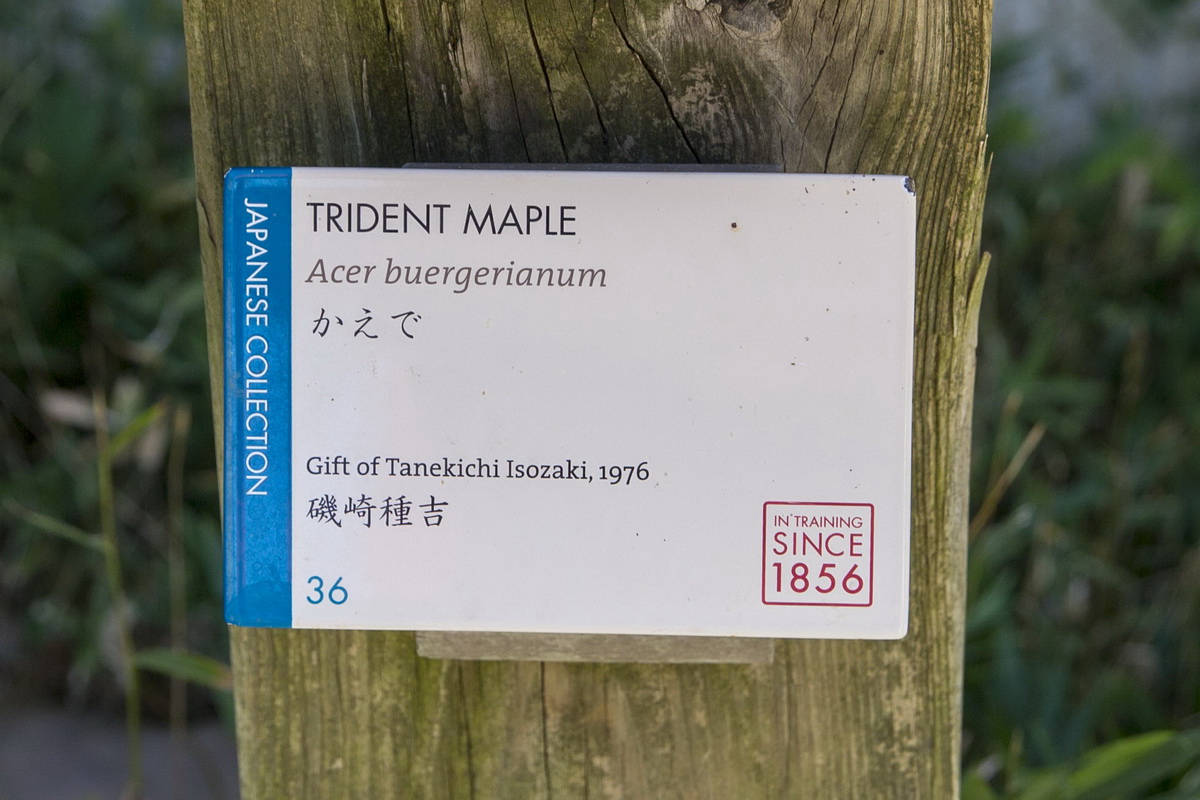 JAPANESE COLLECTION
TRIDENT MAPLE
Acer buergerianum
かえで
Gift of Tanekichi Isozaki, 1976
磯崎種吉
36
IN TRAINING
SINCE
1856